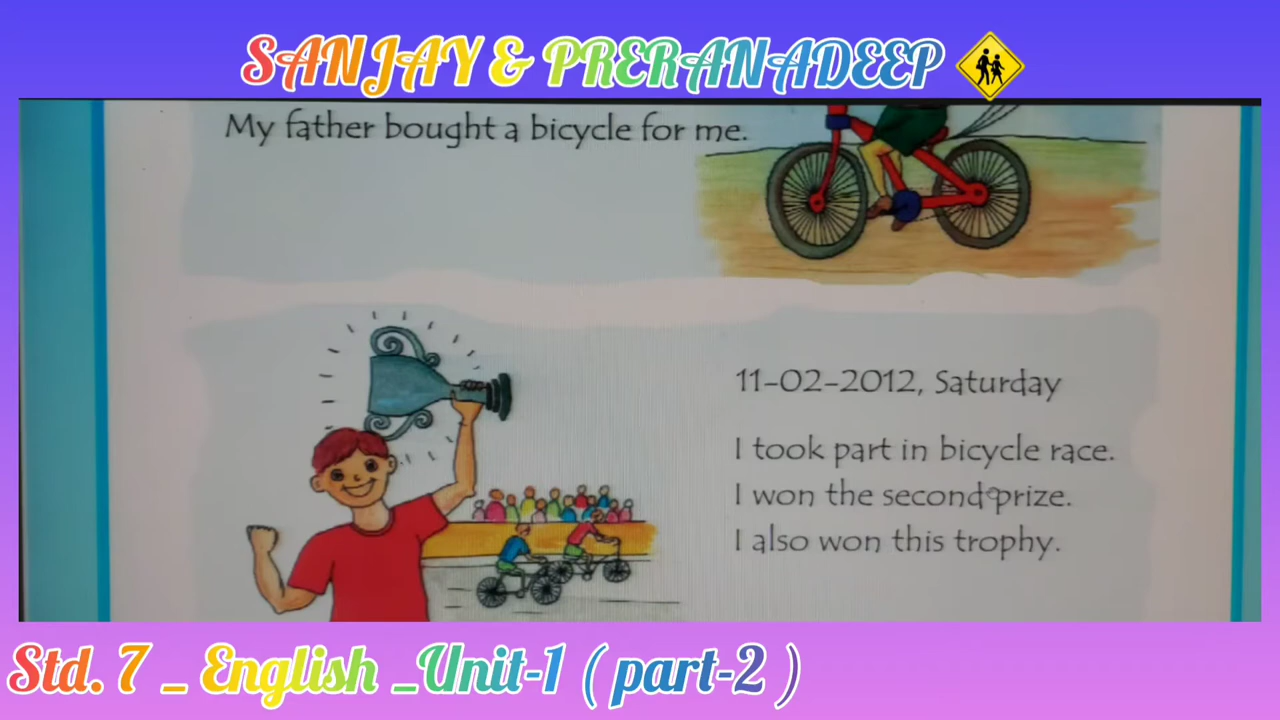 SANJAY & PRERANADEEP
My father bought a bicycle for me.
11-02-2012, Saturday
I took part in bicycle race.
I won the second prize.
I also won this trophy.
Std. 7 _ English _Unit-1 ( part-2 )